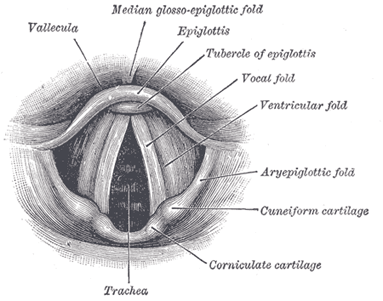 Median glosso-epiglottic fold
Vallecula
Epiglottis
Tubercle of epiglottis
Vocal fold
Ventricular fold
Aryepiglottic fold
Cuneiform cartilage
Corniculate cartilage
Trachea